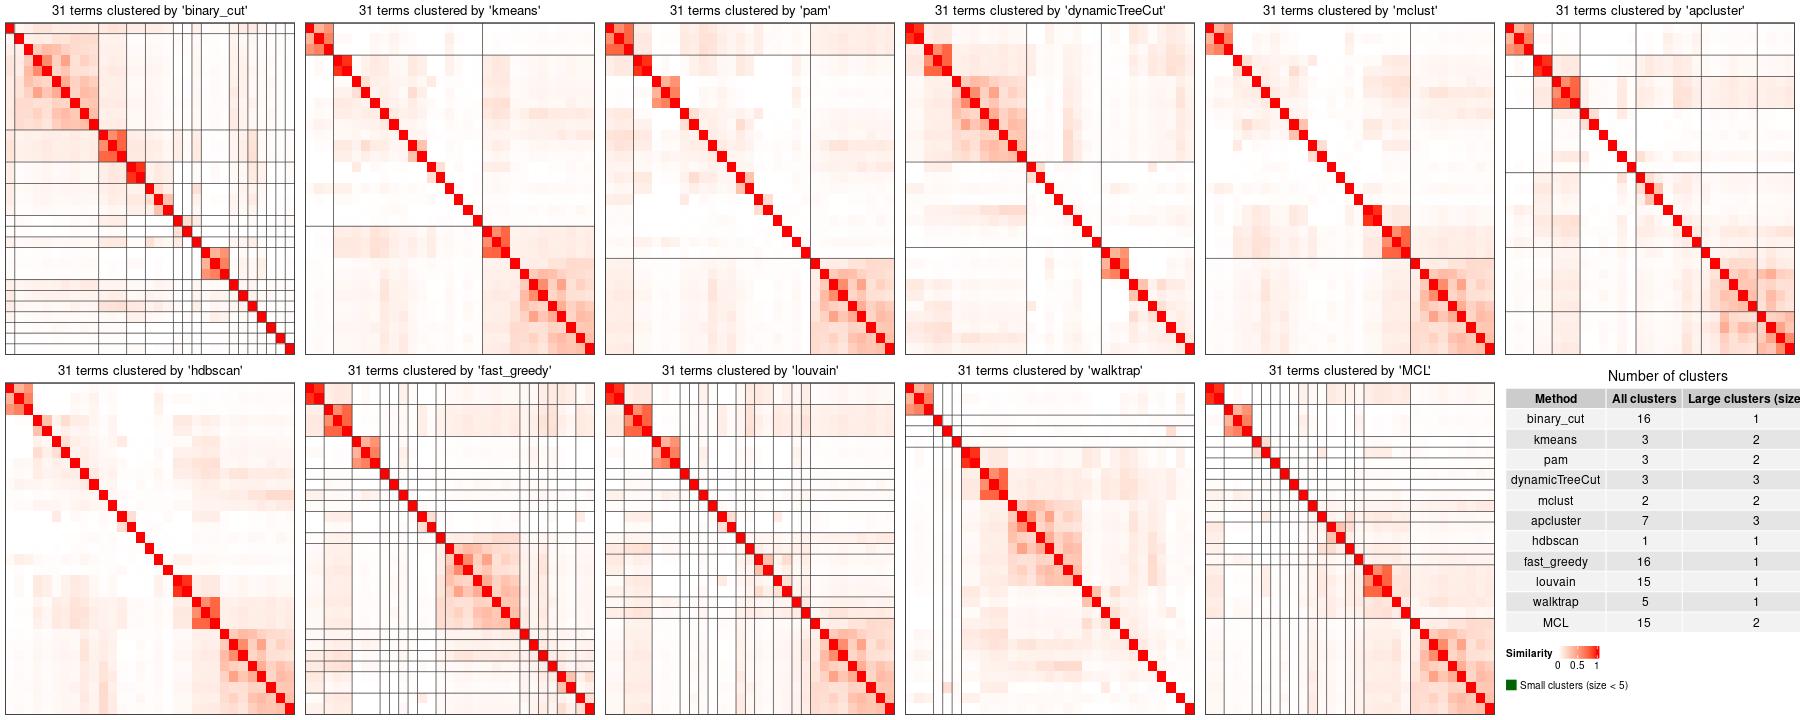 31 terms clustered by 'binary_cut'
31 terms clustered by 'kmeans'
31 terms clustered by 'pam'
31 terms clustered by 'dynamicTreeCut'
31 terms clustered by 'mclust'
31 terms clustered by 'apcluster'
31 terms clustered by 'hdbscan'
31 terms clustered by 'fast_greedy'
31 terms clustered by 'louvain'
31 terms clustered by 'walktrap'
31 terms clustered by 'MCL'
Number of clusters
Method All clusters Large clusters (size
binary_cut 16 1
kmeans 3 2
pam 3 2
dynamicTreeCut 3 3
mclust 2 2
apcluster 7 3
hdbscan 1 1
fast_greedy 16 1
louvain 15 1
walktrap 5 1
MCL 15 2
Similarity
0 0.5 1
Small clusters (size < 5)